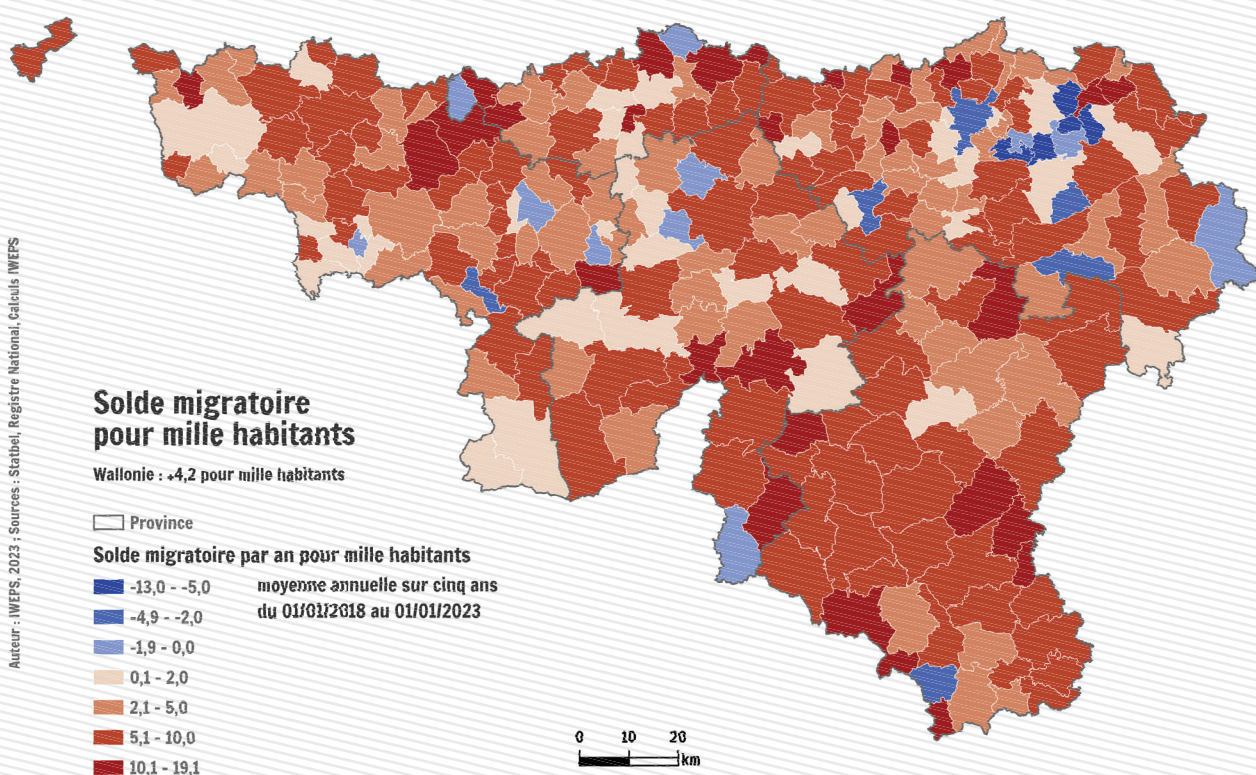 Solde migratoire
pour mille habitants
Wallonie : +4,2 pour mille habitants
Province
Solde migratoire par an pour mille habitants
moyenne annuelle sur cinq ans
du 01/01/2018 au 01/01/2023
-13,0 - -5,0
-4,9 - -2,0
-1,9 - 0,0
0,1 - 2,0
2,1 - 5,0
5,1 - 10,0
10,1 - 19,1
0 10 20
km
Auteur : IWEPS, 2023 ; Sources : Statbel, Registre National, Calculs IWEPS